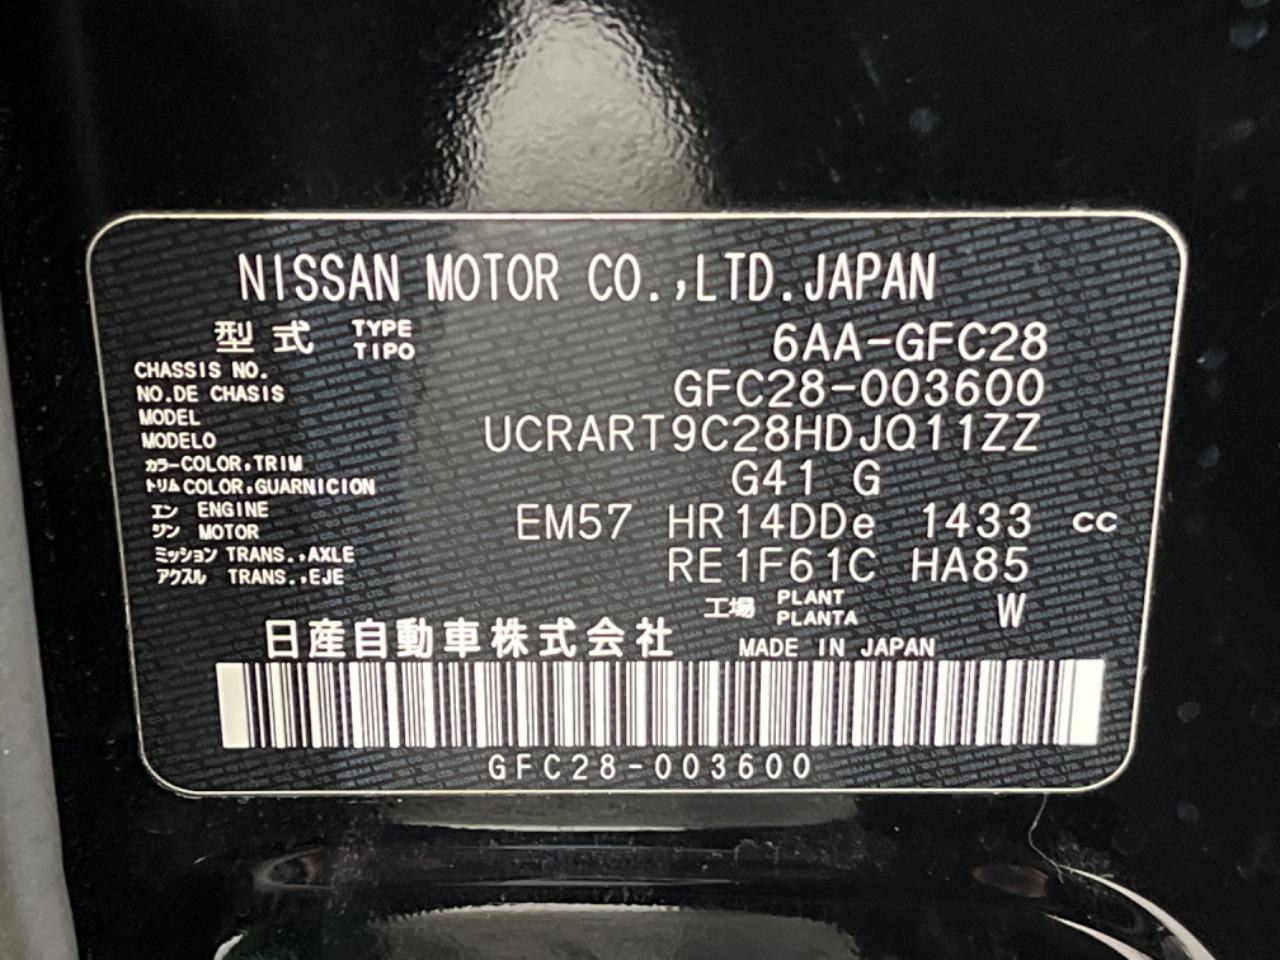 NISSAN MOTOR CO.,LTD.JAPAN
型式 TYPE TIPO 6AA-GFC28
CHASSIS NO.
NO.DE CHASIS GFC28-003600
MODEL
MODELO UCRART9C28HDJQ11ZZ
カラー COLOR,TRIM
トリム COLOR,GUARNICION G41 G
エン ENGINE
ジン MOTOR EM57 HR14DDe 1433 cc
ミッション TRANS.,AXLE
アクスル TRANS.,EJE RE1F61C HA85
工場 PLANT PLANTA W
日産自動車株式会社 MADE IN JAPAN
GFC28-003600